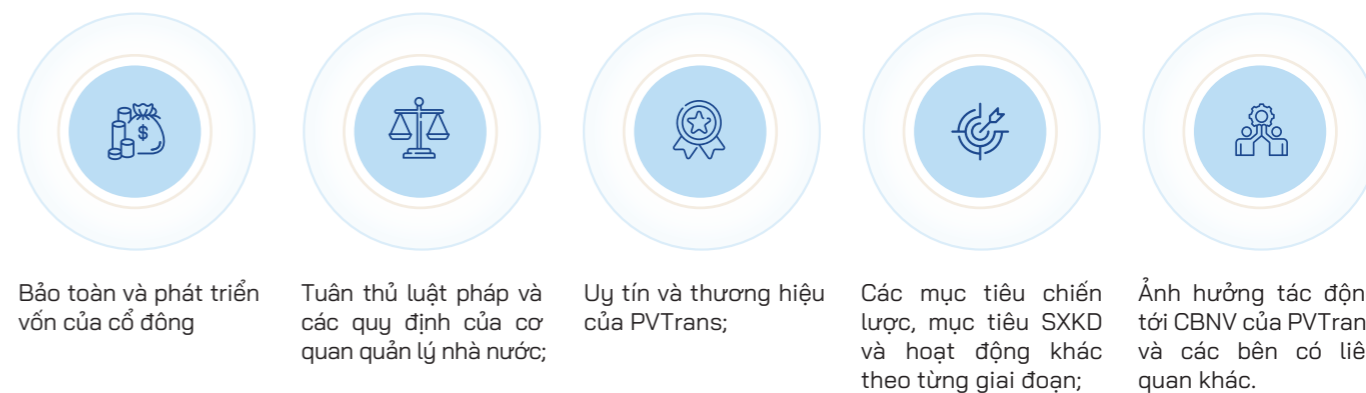 Bảo toàn và phát triển
vốn của cổ đông
Tuân thủ luật pháp và
các quy định của cơ
quan quản lý nhà nước;
Uy tín và thương hiệu
của PVTrans;
Các mục tiêu chiến
lược, mục tiêu SXKD
và hoạt động khác
theo từng giai đoạn;
Ảnh hưởng tác độn
tới CBNV của PVTran
và các bên có liê
quan khác.